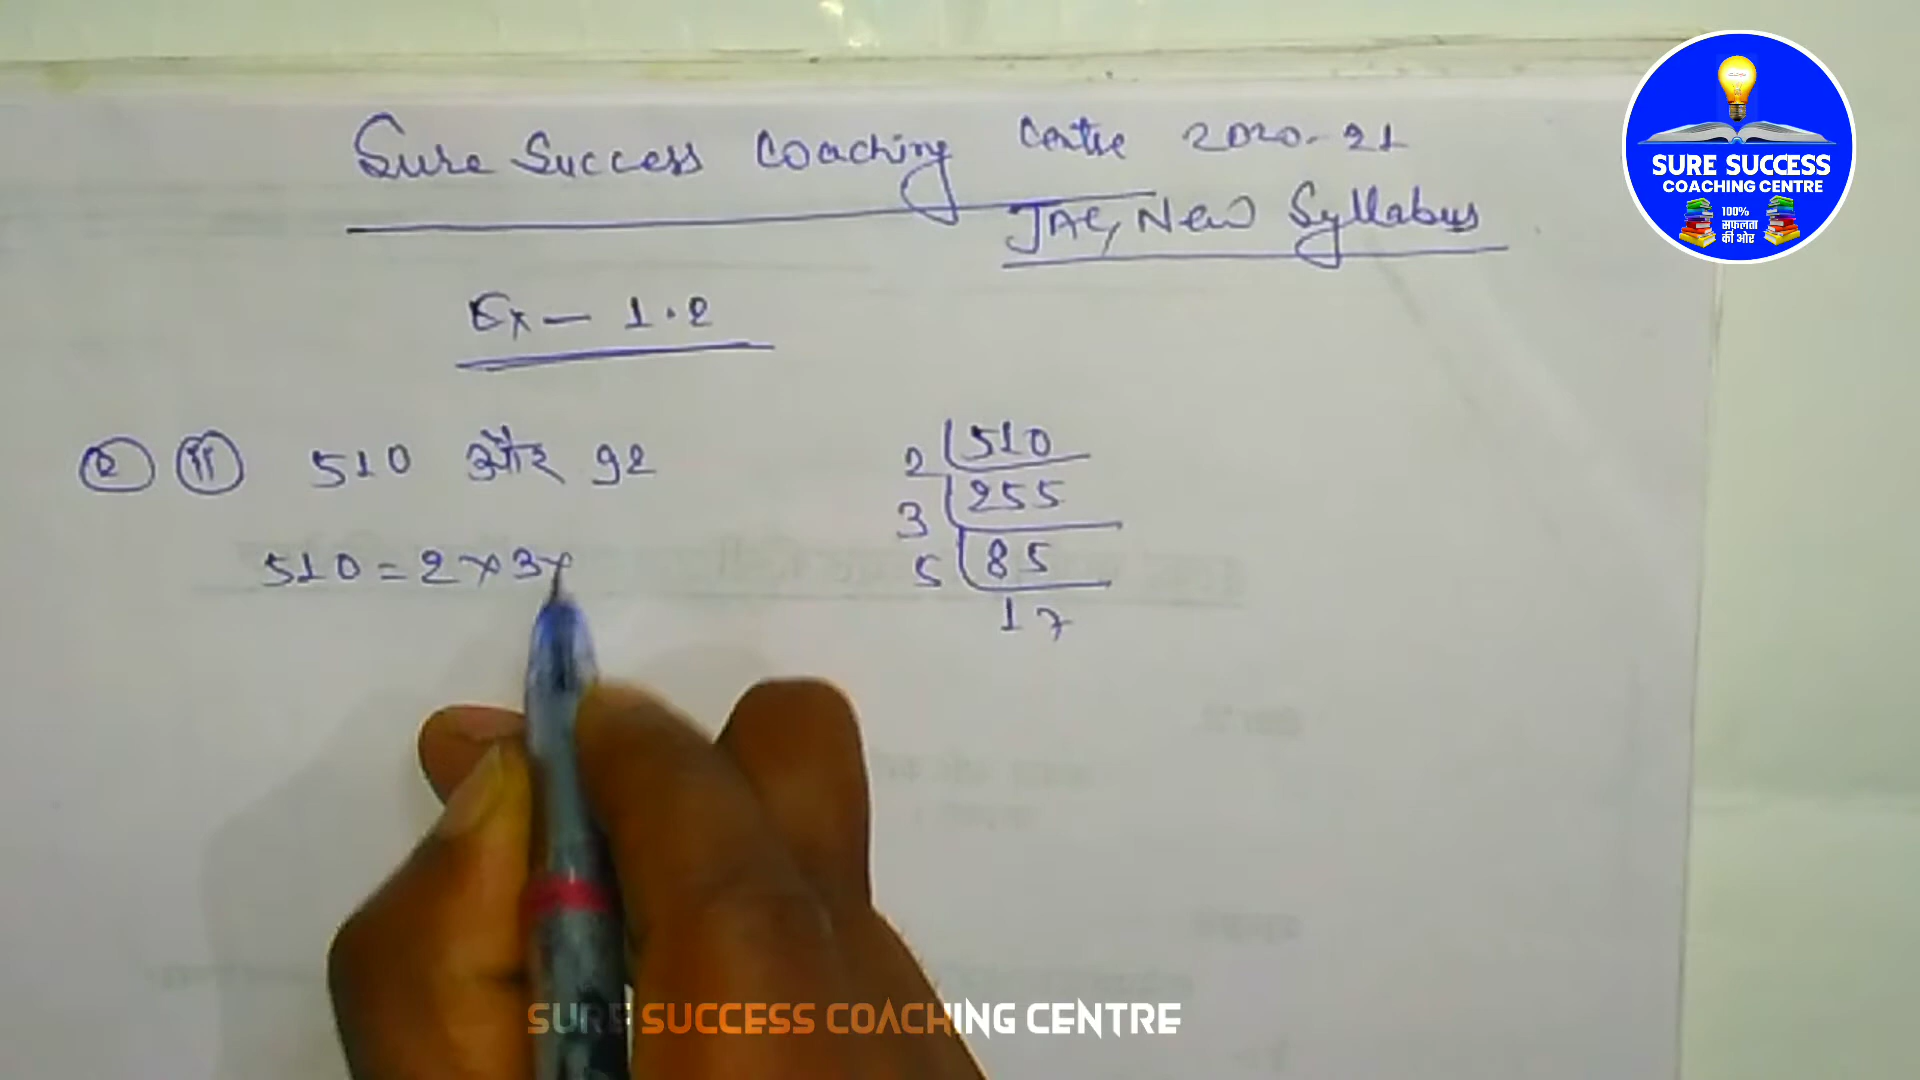 Sure Success Coaching Centre 2020-21
JAC, New Syllabus
Ex - 1.2
② (ii) 510 और 92
510 = 2 × 3 ×
2 510
3 255
5 85
17
SURE SUCCESS
COACHING CENTRE
100%
सफलता
की ओर
SURE SUCCESS COACHING CENTRE